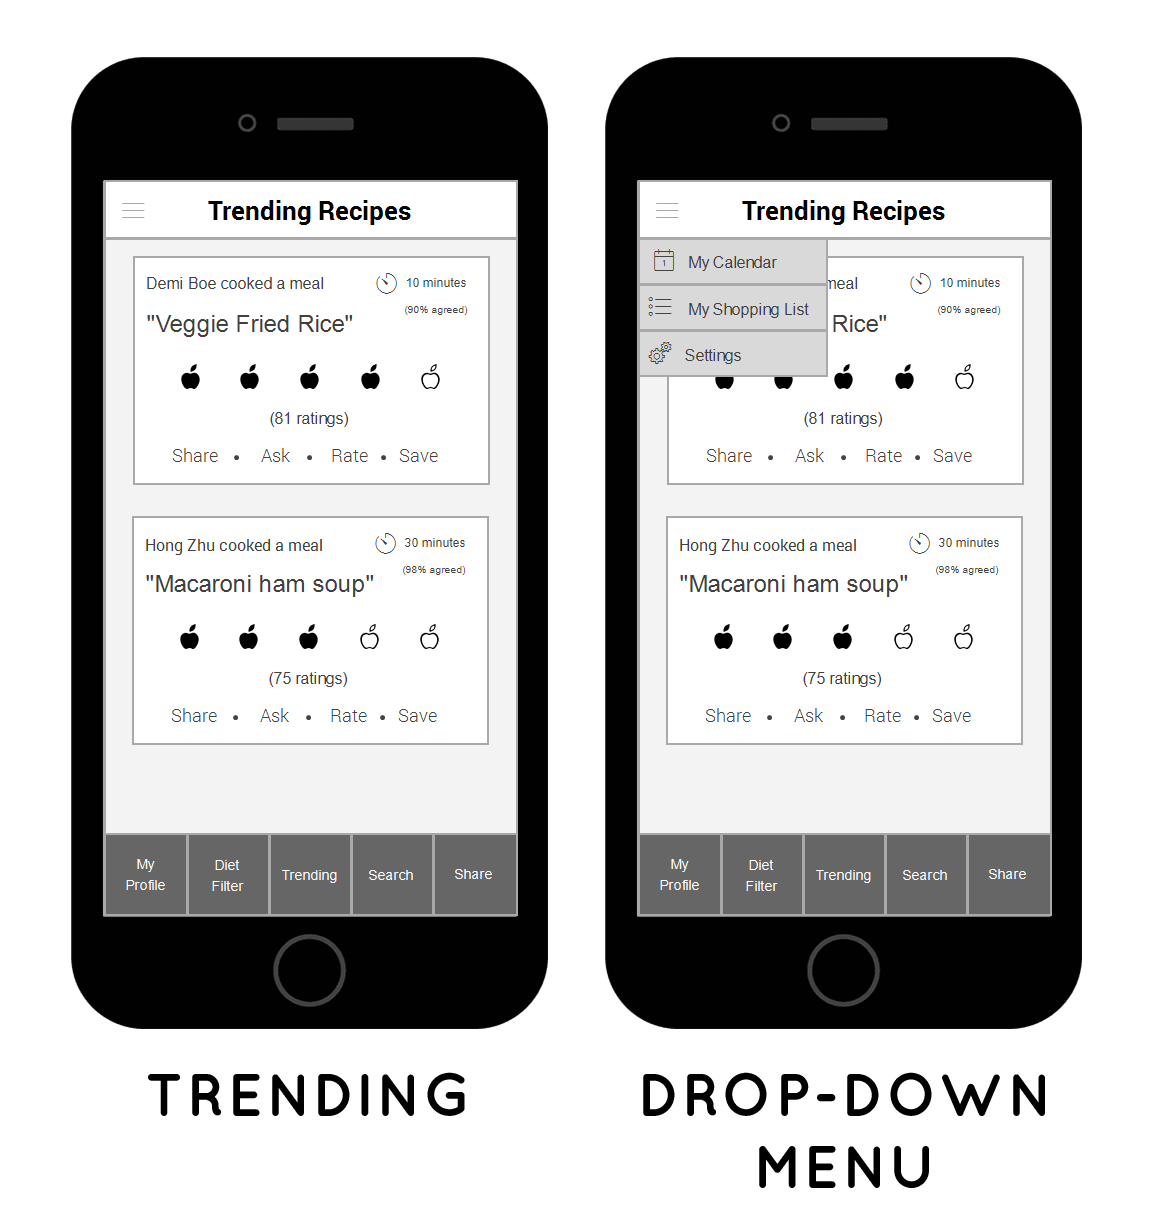 Trending Recipes
Demi Boe cooked a meal
10 minutes
(90% agreed)
"Veggie Fried Rice"
(81 ratings)
Share • Ask • Rate • Save
Hong Zhu cooked a meal
30 minutes
(98% agreed)
"Macaroni ham soup"
(75 ratings)
Share • Ask • Rate • Save
My
Profile
Diet
Filter
Trending
Search
Share
TRENDING
Trending Recipes
1
My Calendar
My Shopping List
Settings
meal
10 minutes
(90% agreed)
Rice"
(81 ratings)
Share • Ask • Rate • Save
Hong Zhu cooked a meal
30 minutes
(98% agreed)
"Macaroni ham soup"
(75 ratings)
Share • Ask • Rate • Save
My
Profile
Diet
Filter
Trending
Search
Share
DROP-DOWN
MENU